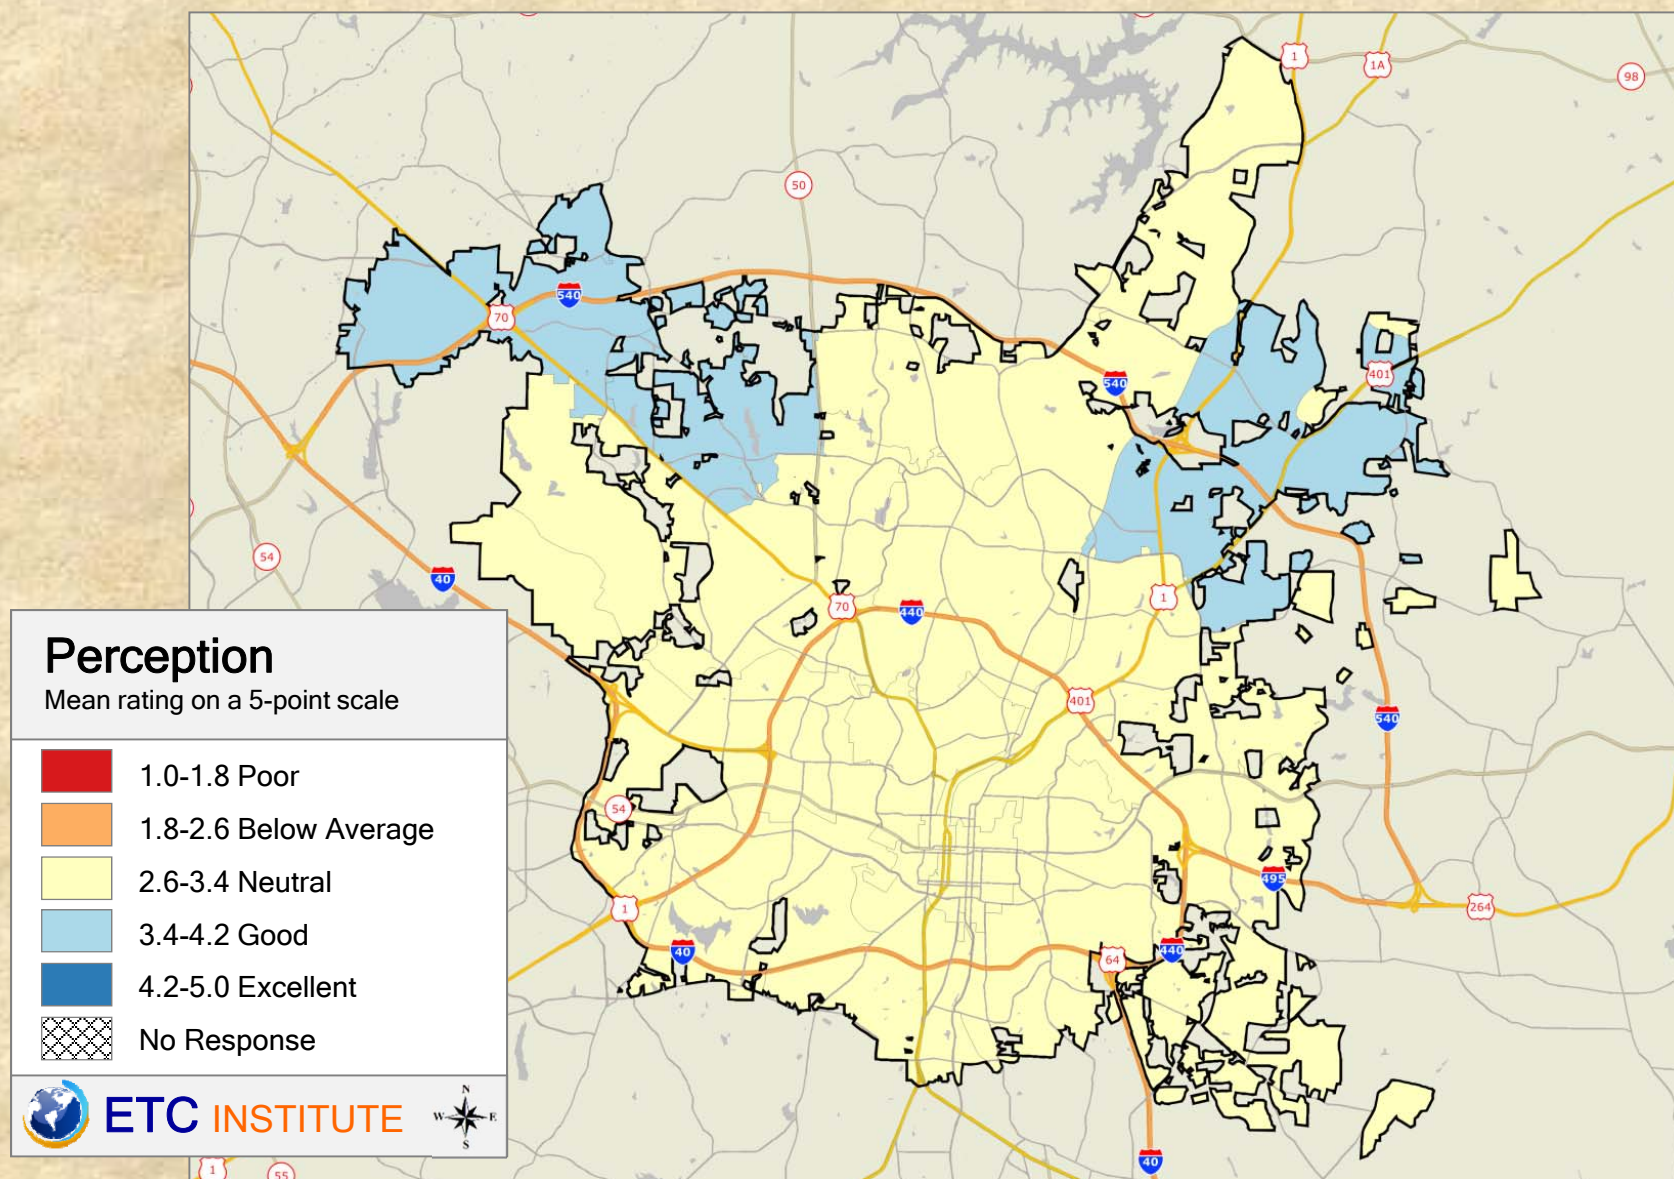 1
1A
98
50
540
70
401
540
54
40
1
70
440
401
540
54
495
264
1
40
440
64
40
1
55
Perception
Mean rating on a 5-point scale
1.0-1.8 Poor
1.8-2.6 Below Average
2.6-3.4 Neutral
3.4-4.2 Good
4.2-5.0 Excellent
No Response
ETC INSTITUTE
N
W E
S